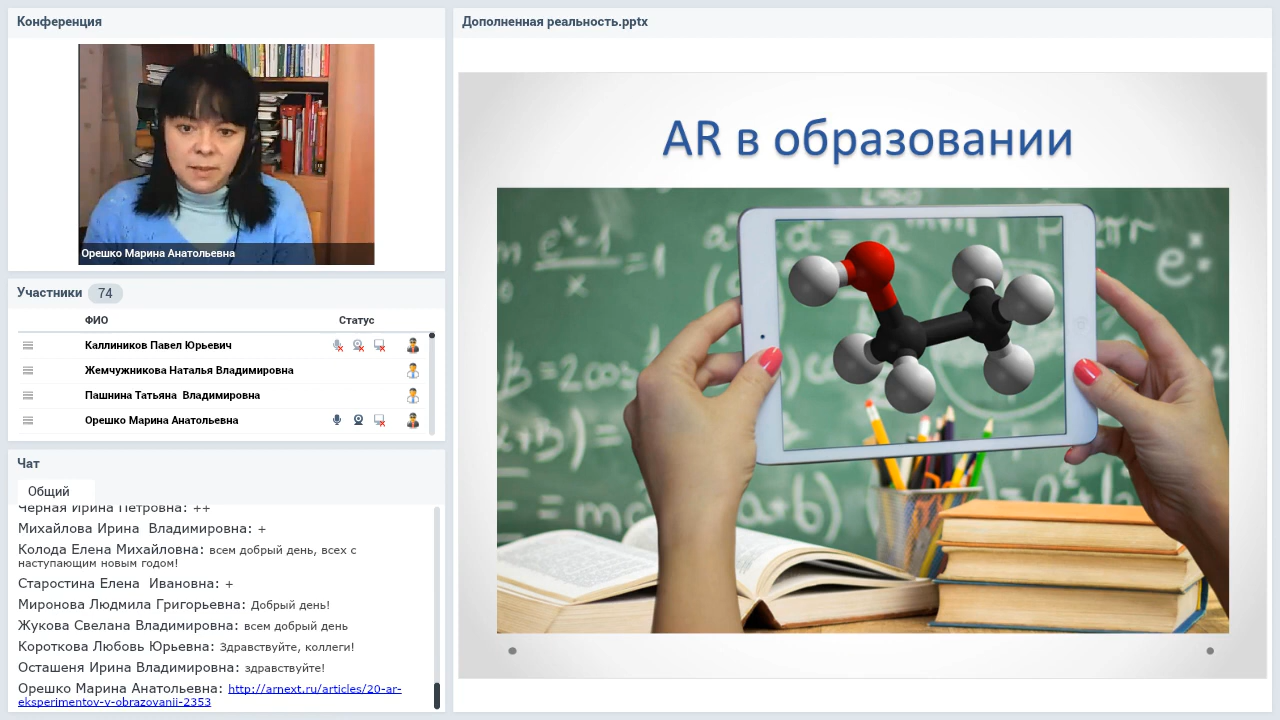 Конференция
Орешко Марина Анатольевна
Участники 74
ФИО Статус
Каллиников Павел Юрьевич
Жемчужникова Наталья Владимировна
Пашнина Татьяна Владимировна
Орешко Марина Анатольевна
Чат
Общий
Черная Ирина Петровна: ++
Михайлова Ирина Владимировна: +
Колода Елена Михайловна: всем добрый день, всех с
наступающим новым годом!
Старостина Елена Ивановна: +
Миронова Людмила Григорьевна: Добрый день!
Жукова Свелана Владимировна: всем добрый день
Короткова Любовь Юрьевна: Здравствуйте, коллеги!
Осташеня Ирина Владимировна: здравствуйте!
Орешко Марина Анатольевна: http://arnext.ru/articles/20-ar-
eksperimentov-v-obrazovanii-2353
Дополненная реальность.pptx
AR в образовании